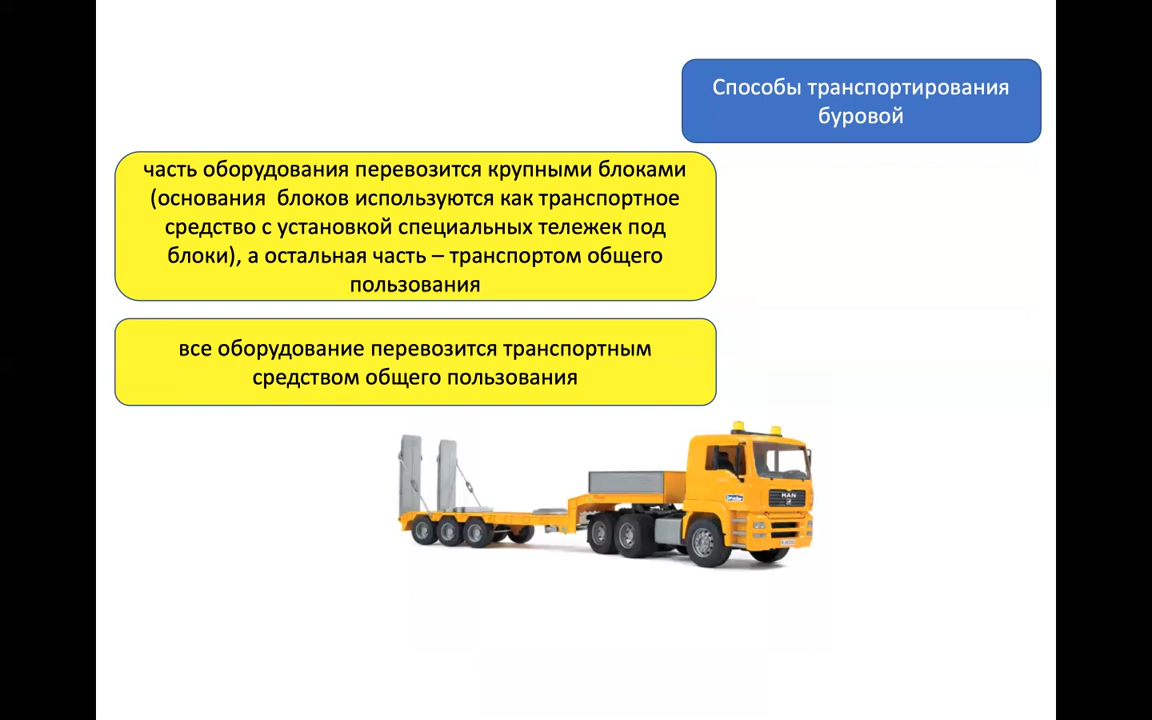 Способы транспортирования
буровой
часть оборудования перевозится крупными блоками
(основания  блоков используются как транспортное
средство с установкой специальных тележек под
блоки), а остальная часть – транспортом общего
пользования
все оборудование перевозится транспортным
средством общего пользования
MAN